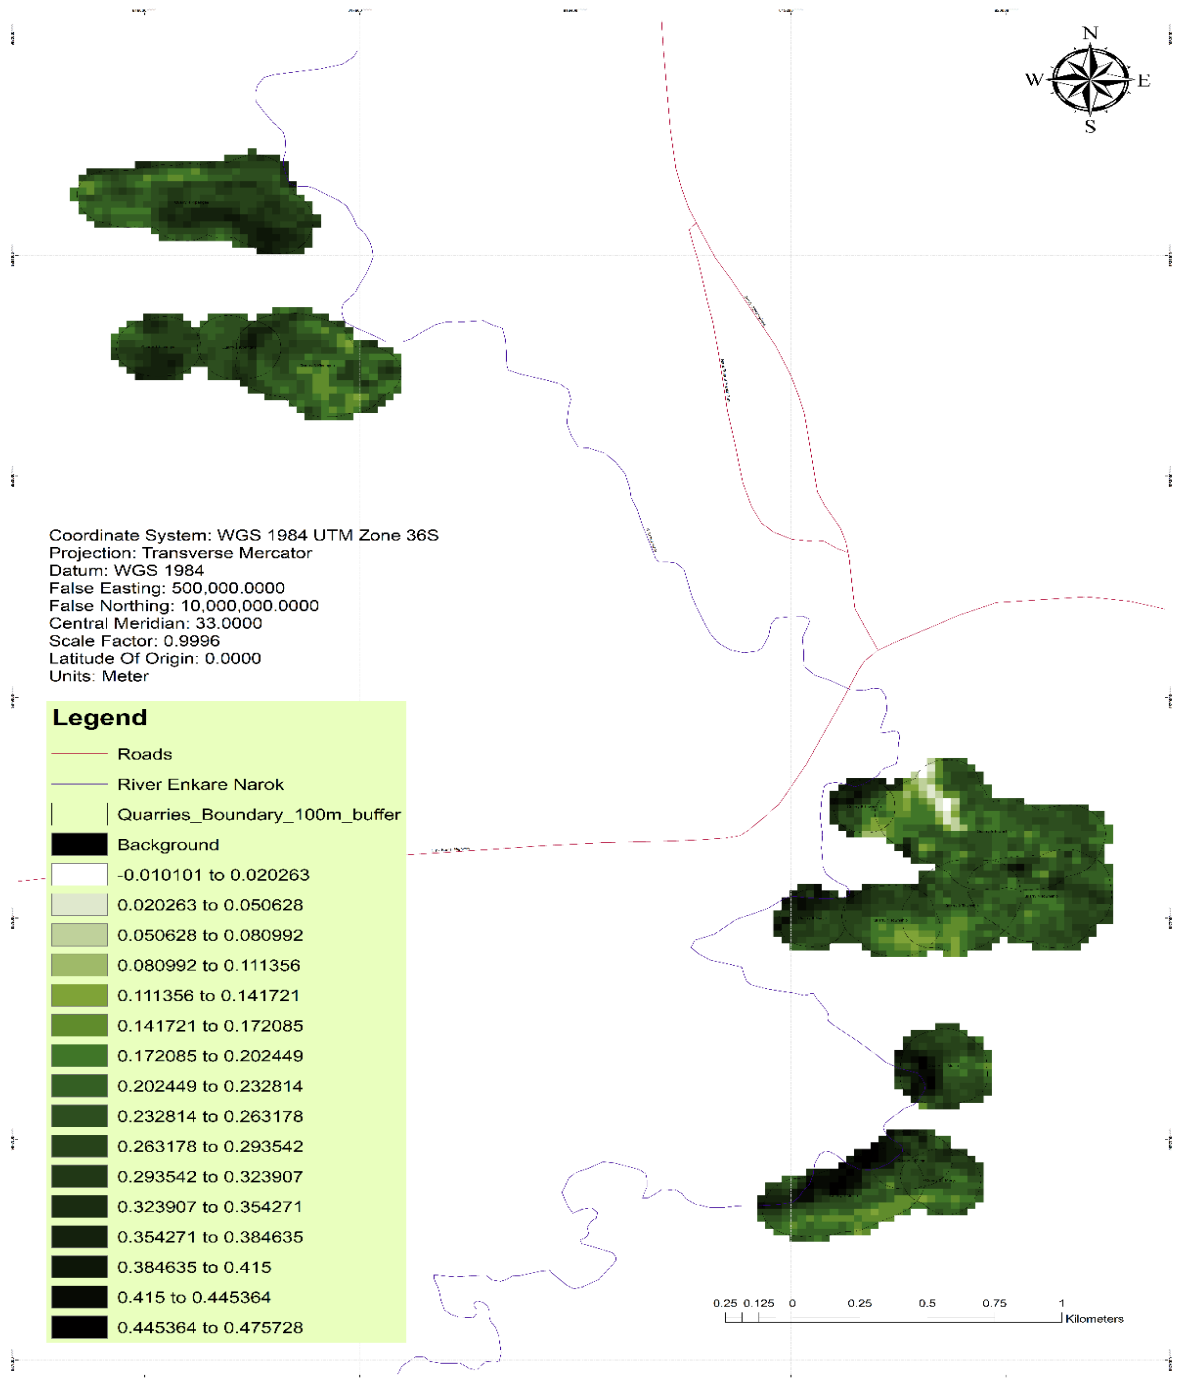 N
W E
S
Coordinate System: WGS 1984 UTM Zone 36S
Projection: Transverse Mercator
Datum: WGS 1984
False Easting: 500,000.0000
False Northing: 10,000,000.0000
Central Meridian: 33.0000
Scale Factor: 0.9996
Latitude Of Origin: 0.0000
Units: Meter
Legend
Roads
River Enkare Narok
Quarries_Boundary_100m_buffer
Background
-0.010101 to 0.020263
0.020263 to 0.050628
0.050628 to 0.080992
0.080992 to 0.111356
0.111356 to 0.141721
0.141721 to 0.172085
0.172085 to 0.202449
0.202449 to 0.232814
0.232814 to 0.263178
0.263178 to 0.293542
0.293542 to 0.323907
0.323907 to 0.354271
0.354271 to 0.384635
0.384635 to 0.415
0.415 to 0.445364
0.445364 to 0.475728
0.25 0.125 0 0.25 0.5 0.75 1
Kilometers